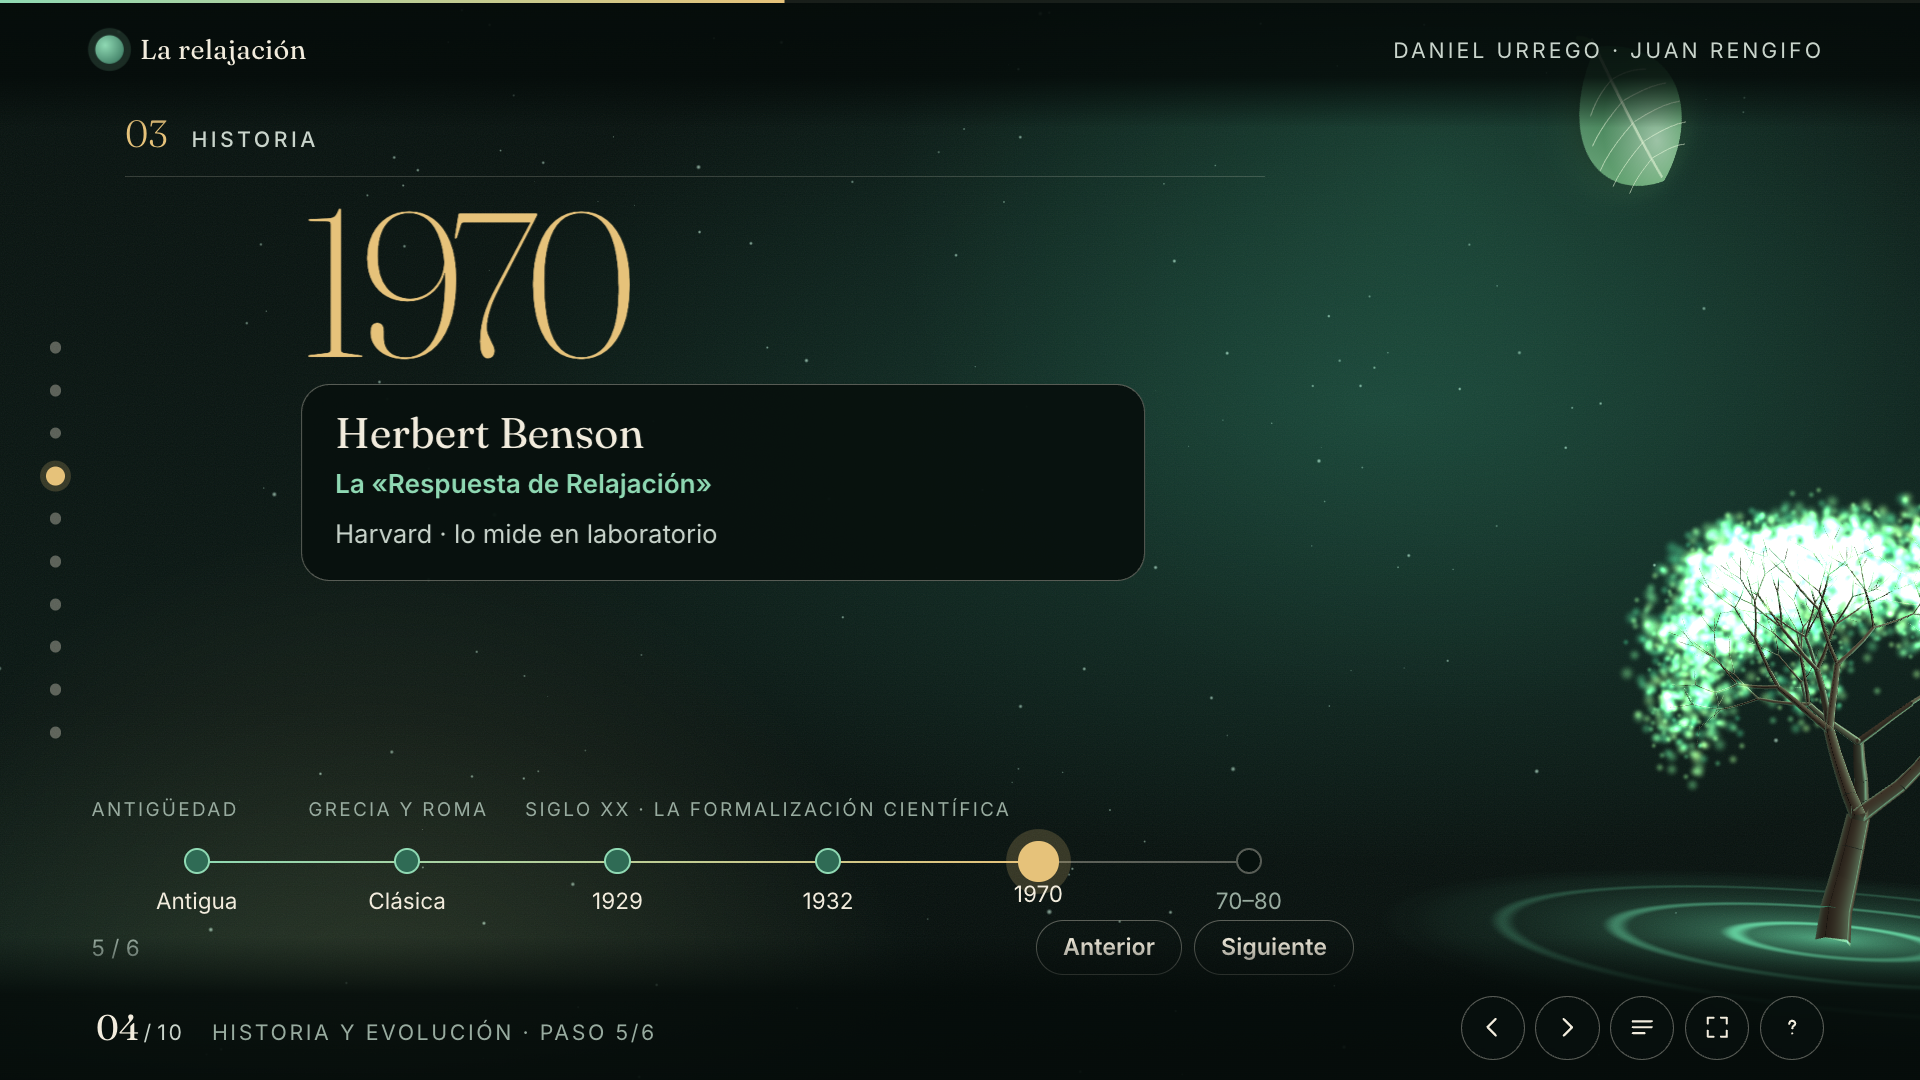 La relajación
DANIEL URREGO · JUAN RENGIFO
03 HISTORIA
1970
Herbert Benson
La «Respuesta de Relajación»
Harvard · lo mide en laboratorio
ANTIGÜEDAD GRECIA Y ROMA SIGLO XX · LA FORMALIZACIÓN CIENTÍFICA
Antigua Clásica 1929 1932 1970 70–80
5 / 6 Anterior Siguiente
04 / 10 HISTORIA Y EVOLUCIÓN · PASO 5/6 ?